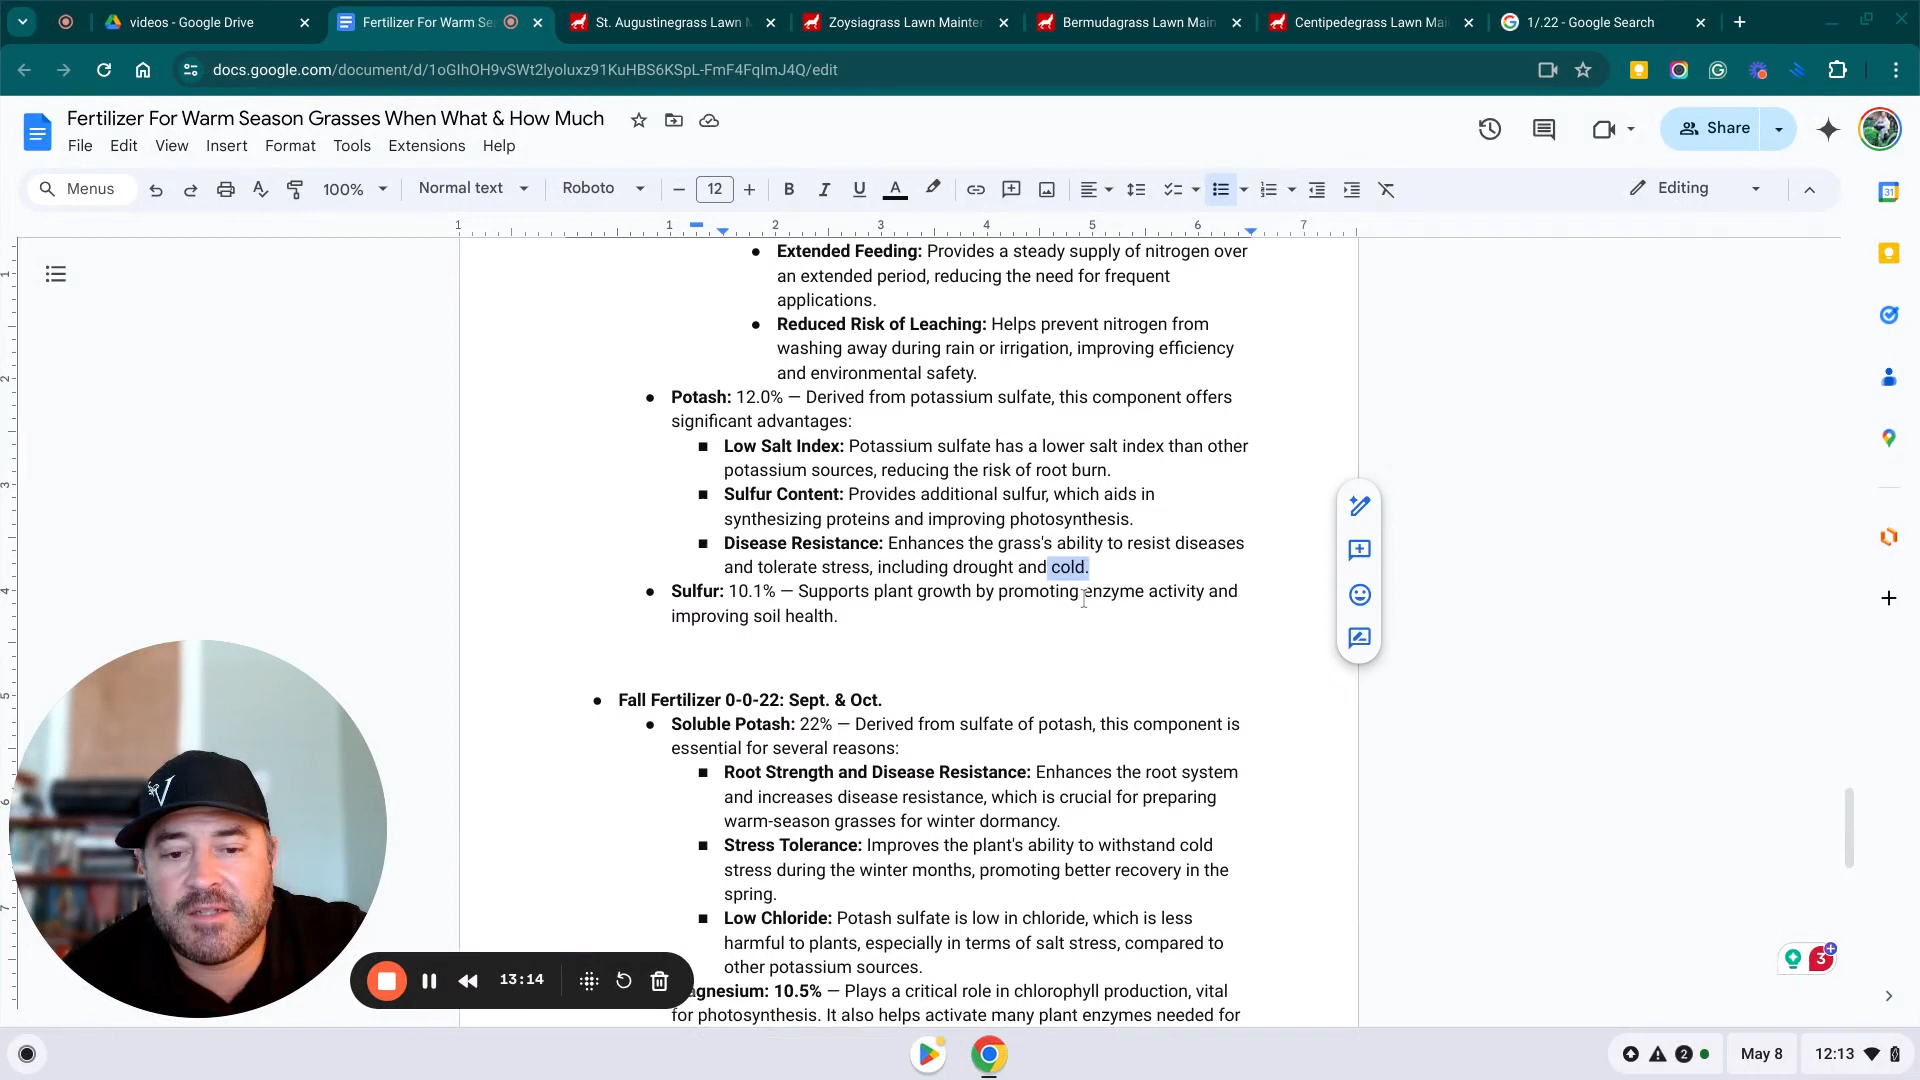 videos - Google Drive
Fertilizer For Warm Se
St. Augustinegrass Lawn M
Zoysiagrass Lawn Mainten
Bermudagrass Lawn Main
Centipedegrass Lawn Mai
1/.22 - Google Search
docs.google.com/document/d/1oGIhOH9vSWt2lyoluxz91KuHBS6KSpL-FmF4FqImJ4Q/edit
Fertilizer For Warm Season Grasses When What & How Much
File Edit View Insert Format Tools Extensions Help
Share
Menus
100%
Normal text
Roboto
12
Editing
1 1 2 3 4 5 6 7
Extended Feeding: Provides a steady supply of nitrogen over
an extended period, reducing the need for frequent
applications.
Reduced Risk of Leaching: Helps prevent nitrogen from
washing away during rain or irrigation, improving efficiency
and environmental safety.
Potash: 12.0% — Derived from potassium sulfate, this component offers
significant advantages:
Low Salt Index: Potassium sulfate has a lower salt index than other
potassium sources, reducing the risk of root burn.
Sulfur Content: Provides additional sulfur, which aids in
synthesizing proteins and improving photosynthesis.
Disease Resistance: Enhances the grass's ability to resist diseases
and tolerate stress, including drought and cold.
Sulfur: 10.1% — Supports plant growth by promoting enzyme activity and
improving soil health.
Fall Fertilizer 0-0-22: Sept. & Oct.
Soluble Potash: 22% — Derived from sulfate of potash, this component is
essential for several reasons:
Root Strength and Disease Resistance: Enhances the root system
and increases disease resistance, which is crucial for preparing
warm-season grasses for winter dormancy.
Stress Tolerance: Improves the plant's ability to withstand cold
stress during the winter months, promoting better recovery in the
spring.
Low Chloride: Potash sulfate is low in chloride, which is less
harmful to plants, especially in terms of salt stress, compared to
other potassium sources.
agnesium: 10.5% — Plays a critical role in chlorophyll production, vital
for photosynthesis. It also helps activate many plant enzymes needed for
13:14
3
2
May 8
12:13